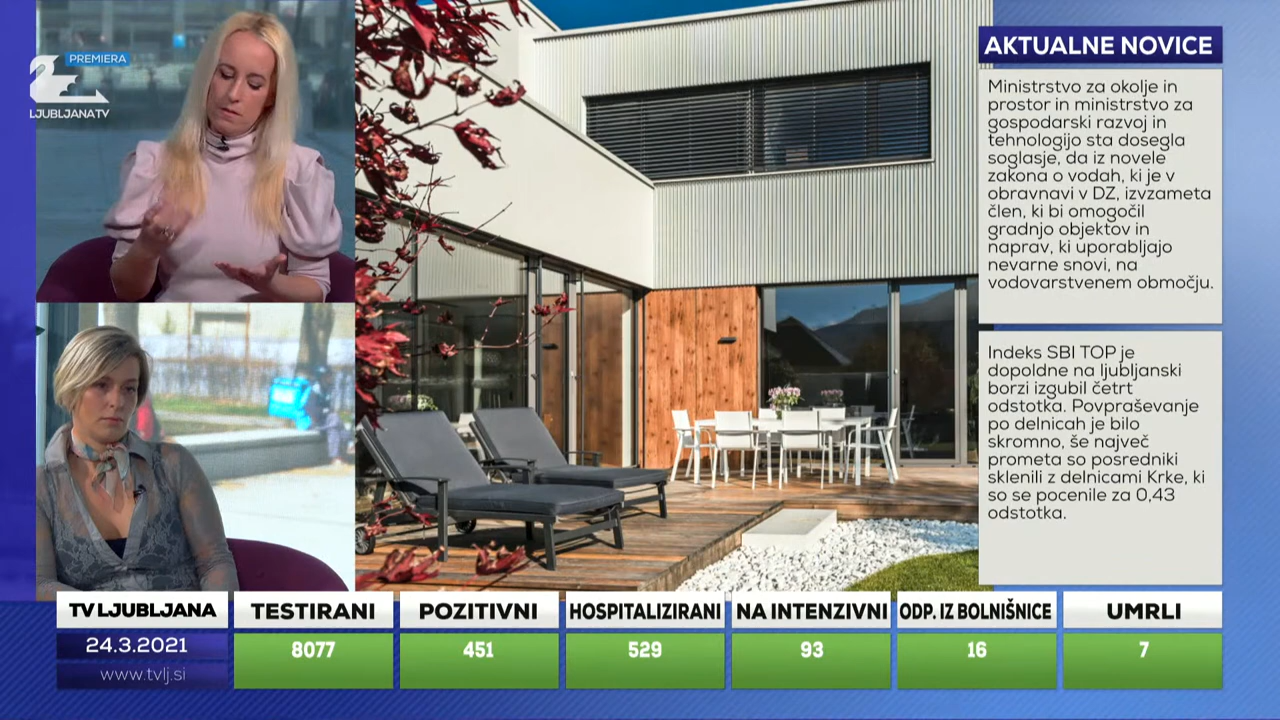 PREMIERA
LJUBLJANATV
AKTUALNE NOVICE
Ministrstvo za okolje in
prostor in ministrstvo za
gospodarski razvoj in
tehnologijo sta dosegla
soglasje, da iz novele
zakona o vodah, ki je v
obravnavi v DZ, izvzameta
člen, ki bi omogočil
gradnjo objektov in
naprav, ki uporabljajo
nevarne snovi, na
vodovarstvenem območju.
Indeks SBI TOP je
dopoldne na ljubljanski
borzi izgubil četrt
odstotka. Povpraševanje
po delnicah je bilo
skromno, še največ
prometa so posredniki
sklenili z delnicami Krke, ki
so se pocenile za 0,43
odstotka.
TV LJUBLJANA TESTIRANI POZITIVNI HOSPITALIZIRANI NA INTENZIVNI ODP. IZ BOLNIŠNICE UMRLI
24.3.2021 8077 451 529 93 16 7
www.tvlj.si